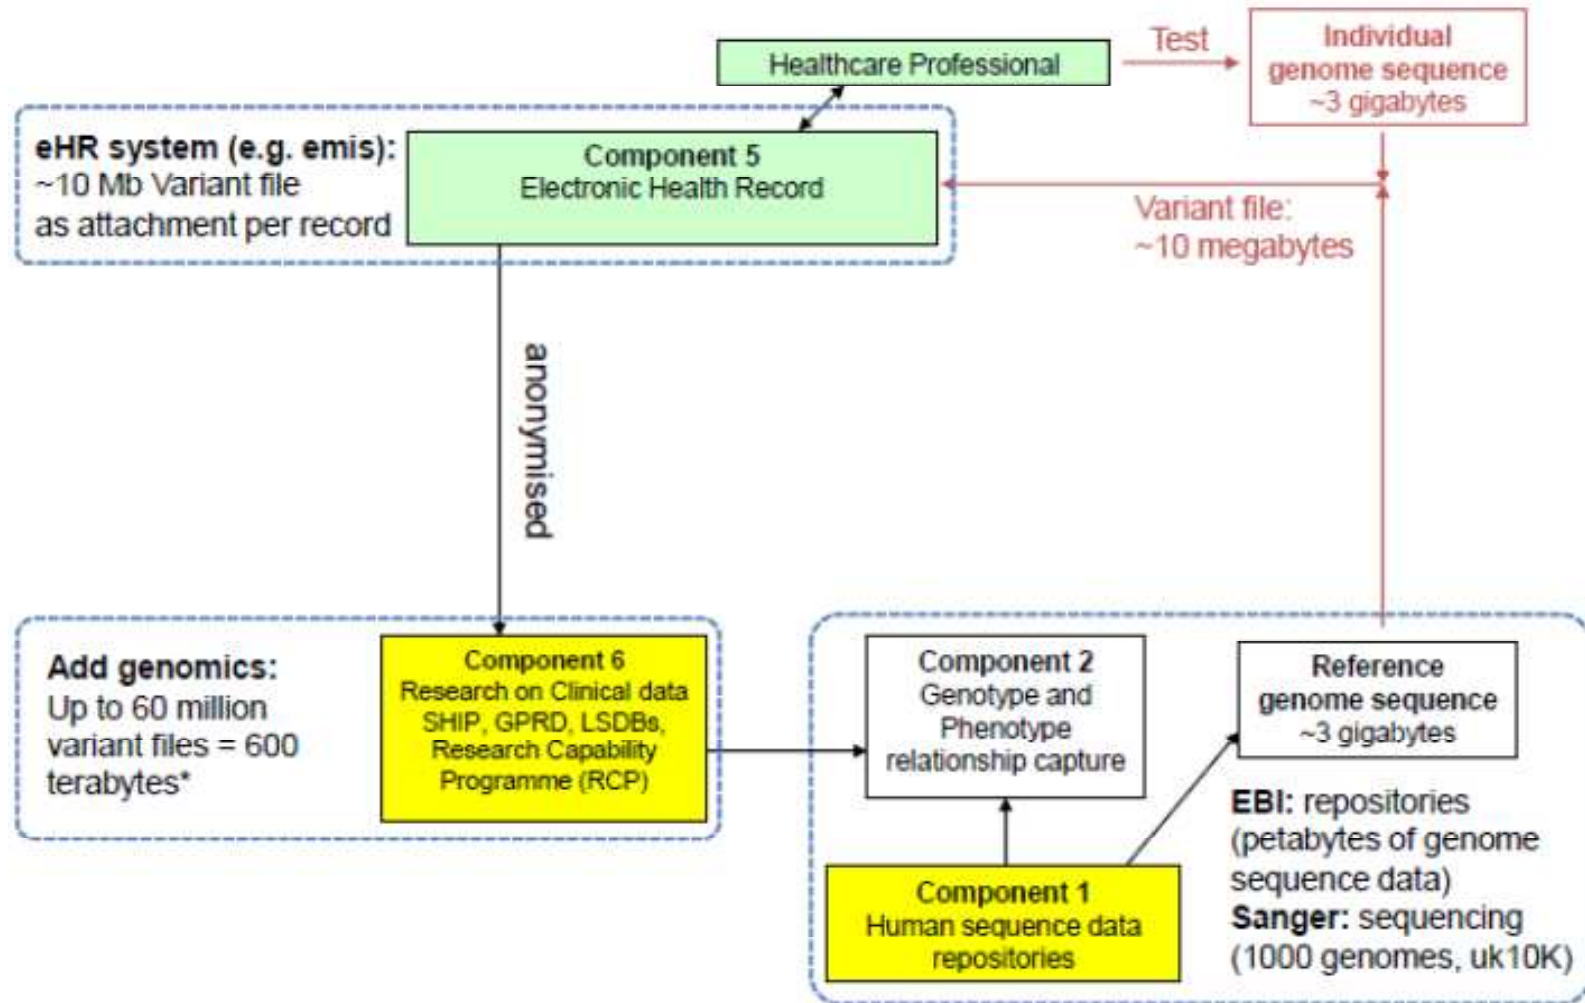 Healthcare Professional
Test
Individual
genome sequence
~3 gigabytes
eHR system (e.g. emis):
~10 Mb Variant file
as attachment per record
Component 5
Electronic Health Record
Variant file:
~10 megabytes
anonymised
Add genomics:
Up to 60 million
variant files = 600
terabytes*
Component 6
Research on Clinical data
SHIP, GPRD, LSDBs,
Research Capability
Programme (RCP)
Component 2
Genotype and
Phenotype
relationship capture
Reference
genome sequence
~3 gigabytes
Component 1
Human sequence data
repositories
EBI: repositories
(petabytes of genome
sequence data)
Sanger: sequencing
(1000 genomes, uk10K)